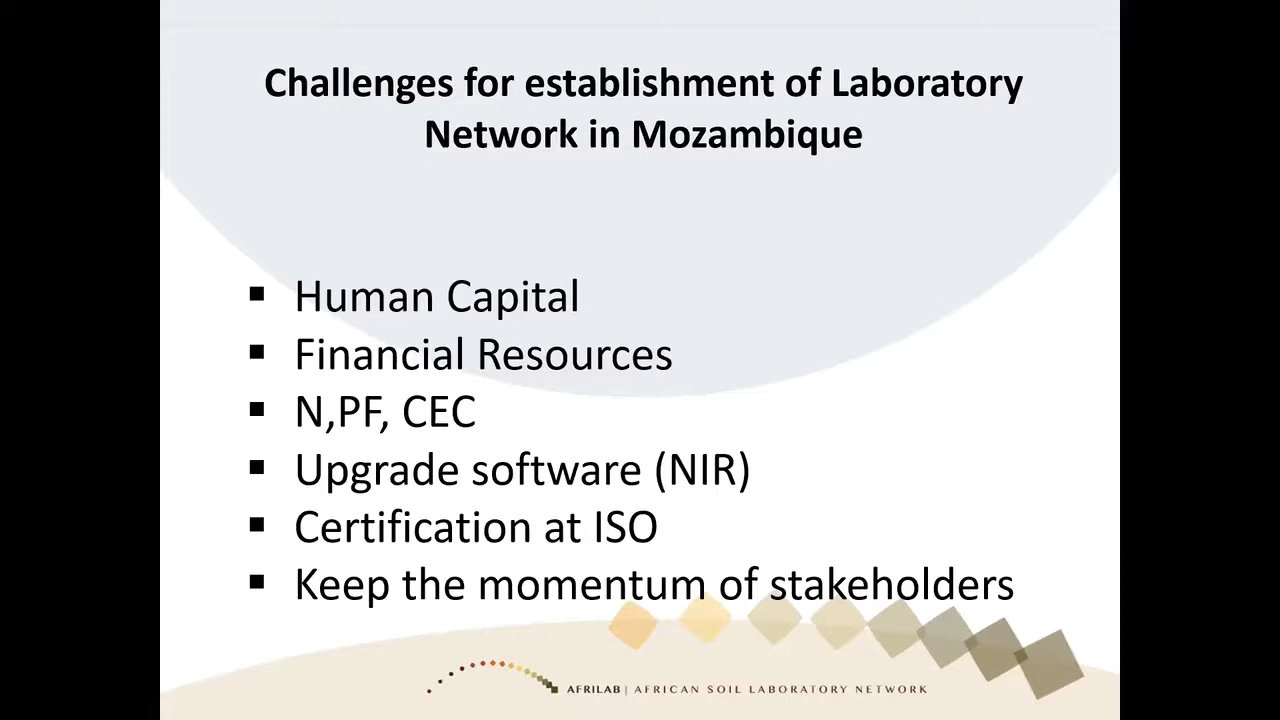 Challenges for establishment of Laboratory
Network in Mozambique
▪ Human Capital
▪ Financial Resources
▪ N,PF, CEC
▪ Upgrade software (NIR)
▪ Certification at ISO
▪ Keep the momentum of stakeholders
AFRILAB | AFRICAN SOIL LABORATORY NETWORK